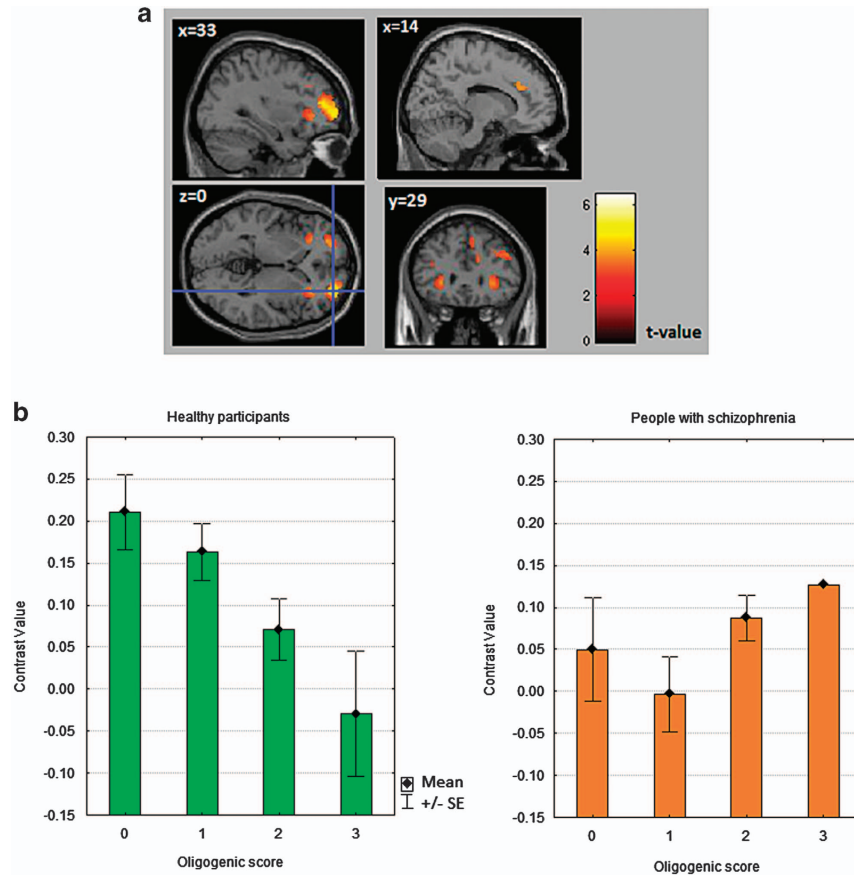 a
x=33
x=14
z=0
y=29
6
4
2
0
t-value
b
Healthy participants
0.30
0.25
0.20
0.15
0.10
0.05
0.00
-0.05
-0.10
-0.15
Contrast Value
0 1 2 3
Oligogenic score
Mean
+/- SE
People with schizophrenia
0.30
0.25
0.20
0.15
0.10
0.05
0.00
-0.05
-0.10
-0.15
Contrast Value
0 1 2 3
Oligogenic score